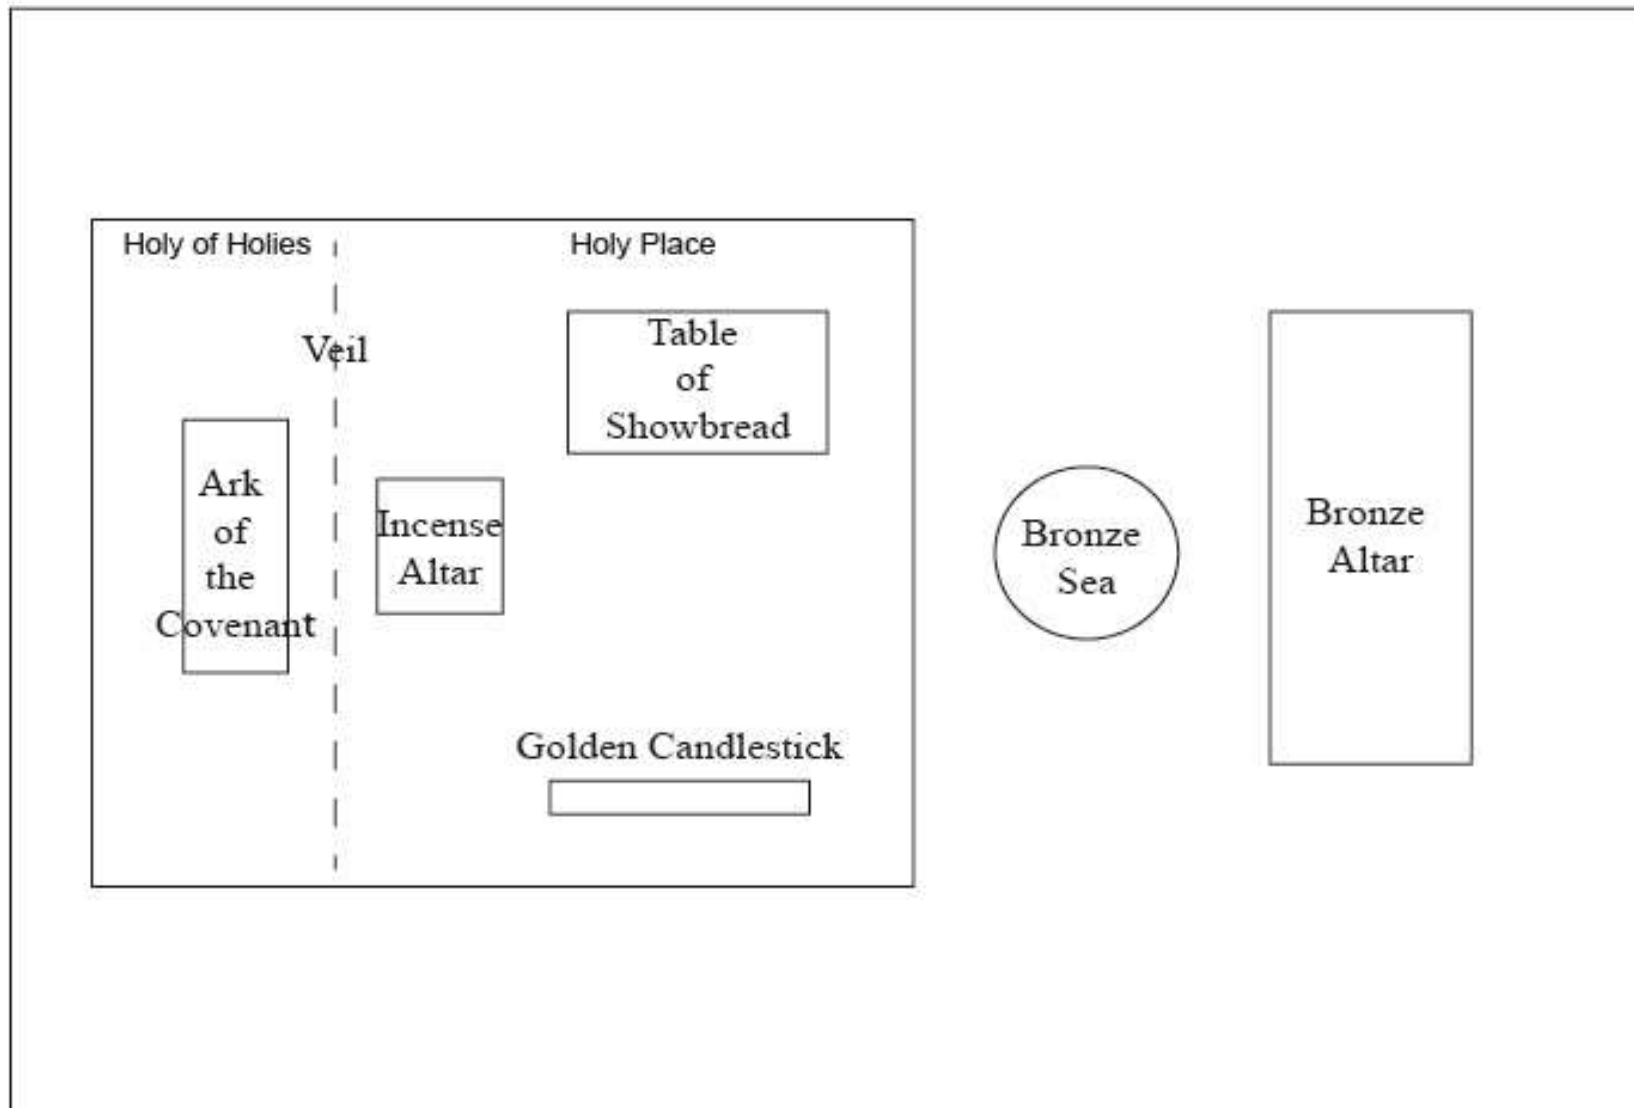 Holy of Holies
Holy Place
Veil
Table
of
Showbread
Ark
of
the
Covenant
Incense
Altar
Bronze
Sea
Bronze
Altar
Golden Candlestick